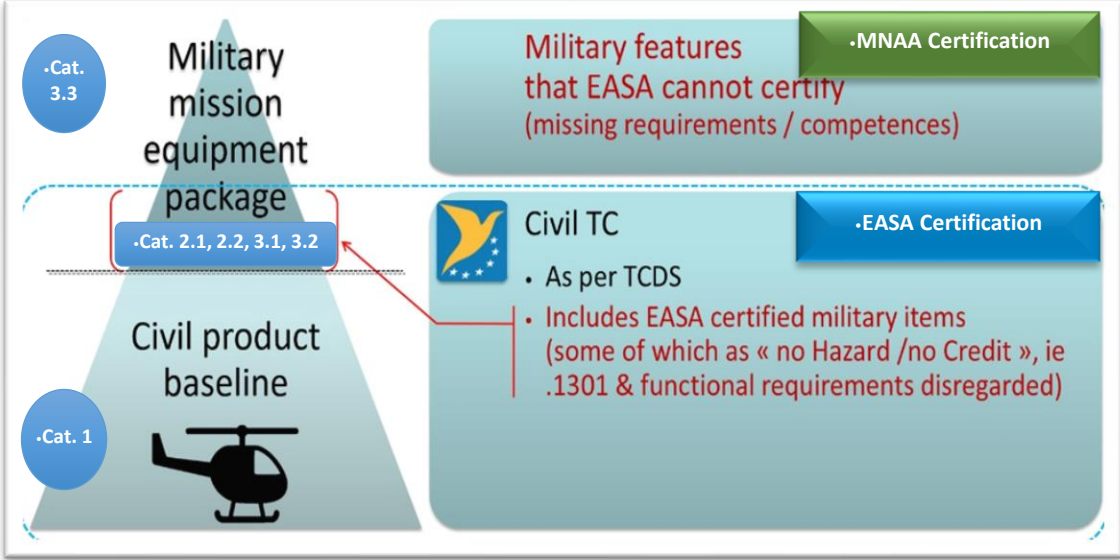 •Cat.
3.3
Military
mission
equipment
package
•Cat. 2.1, 2.2, 3.1, 3.2
Civil product
baseline
•Cat. 1
•MNAA Certification
Military features
that EASA cannot certify
(missing requirements / competences)
•EASA Certification
Civil TC
• As per TCDS
• Includes EASA certified military items
(some of which as « no Hazard /no Credit », ie
.1301 & functional requirements disregarded)